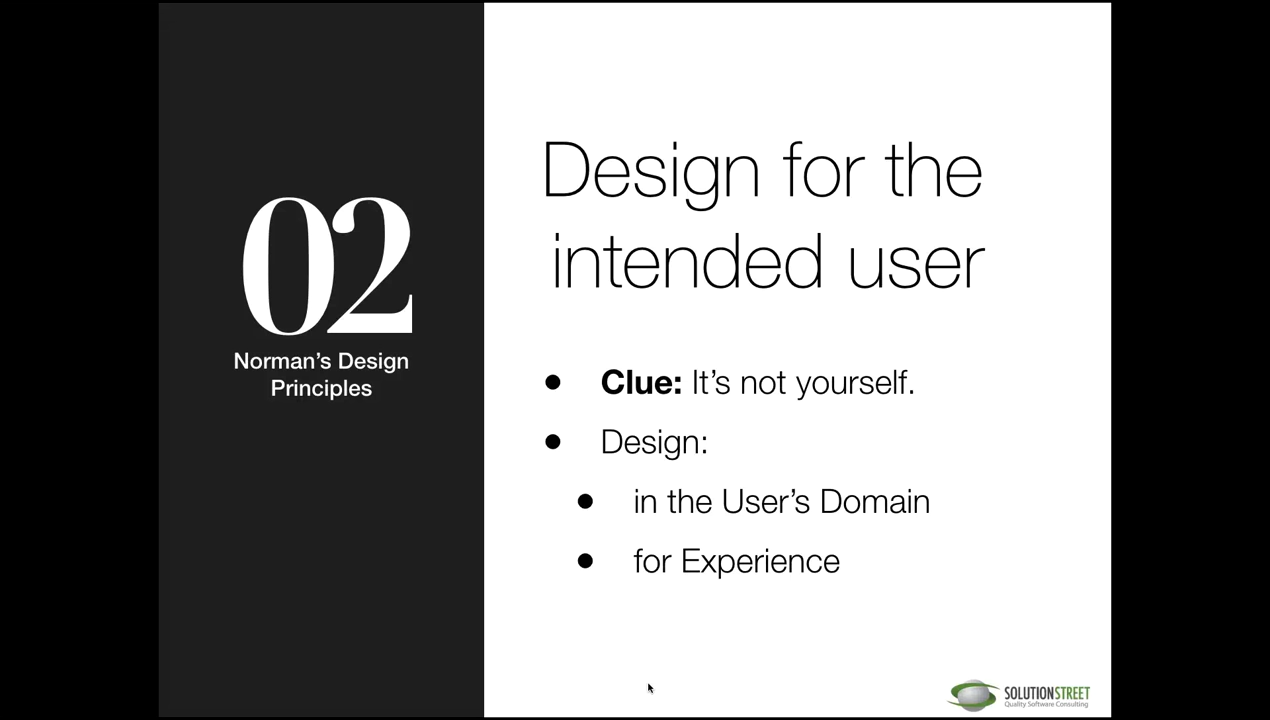 02
Norman's Design
Principles
Design for the
intended user
● Clue: It's not yourself.
● Design:
● in the User's Domain
● for Experience
SOLUTIONSTREET
Quality Software Consulting